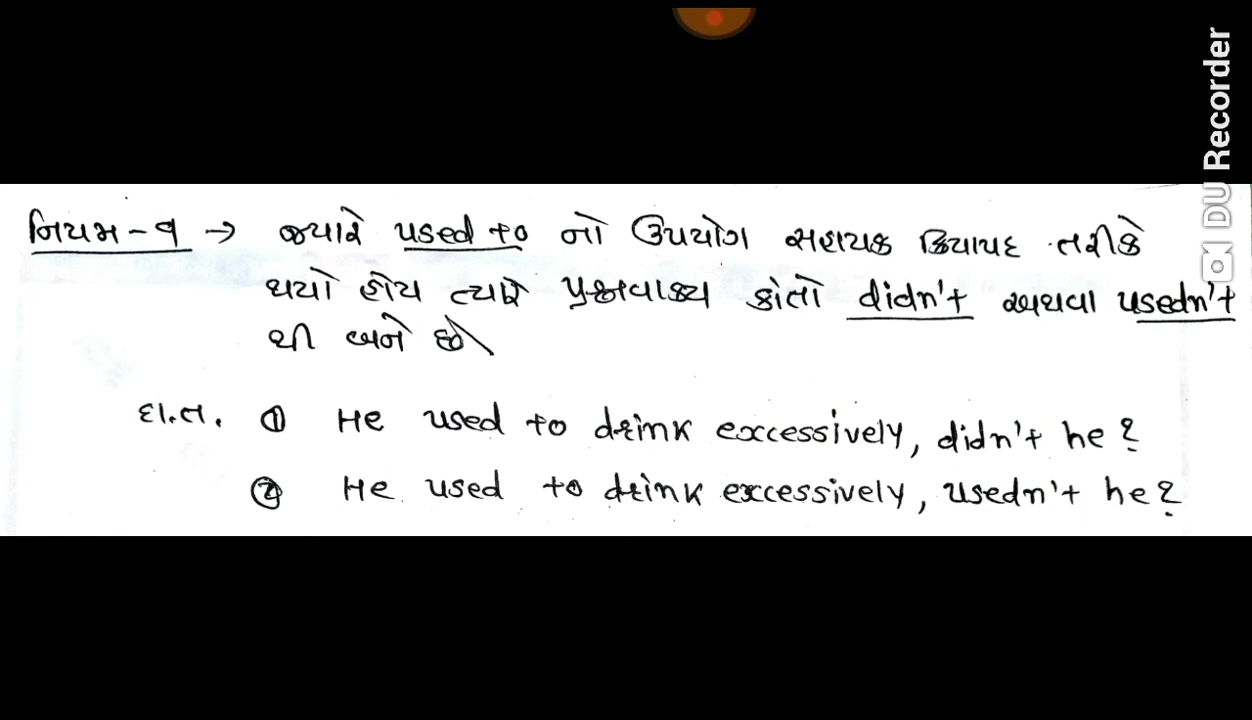 નિયમ - ૧ → જ્યારે used to નો ઉપયોગ સહાયક ક્રિયાપદ તરીકે
થયો હોય ત્યારે પ્રશ્નવાક્ય કાંતો didn't અથવા usedn't
થી બને છે
દા.ત. ① He used to drink excessively, didn't he?
② He used to drink excessively, usedn't he?
DU Recorder